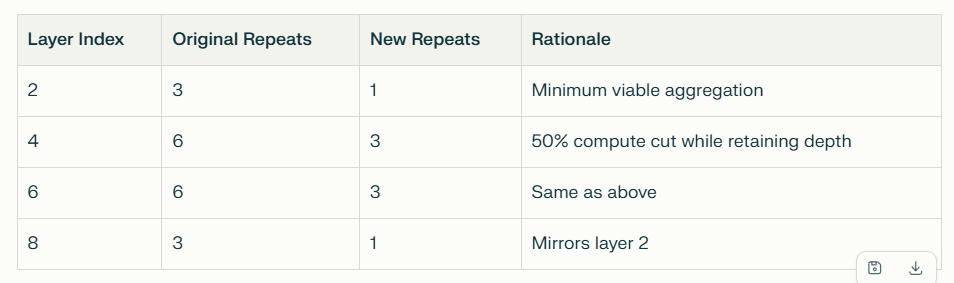 Layer Index Original Repeats New Repeats Rationale
2 3 1 Minimum viable aggregation
4 6 3 50% compute cut while retaining depth
6 6 3 Same as above
8 3 1 Mirrors layer 2